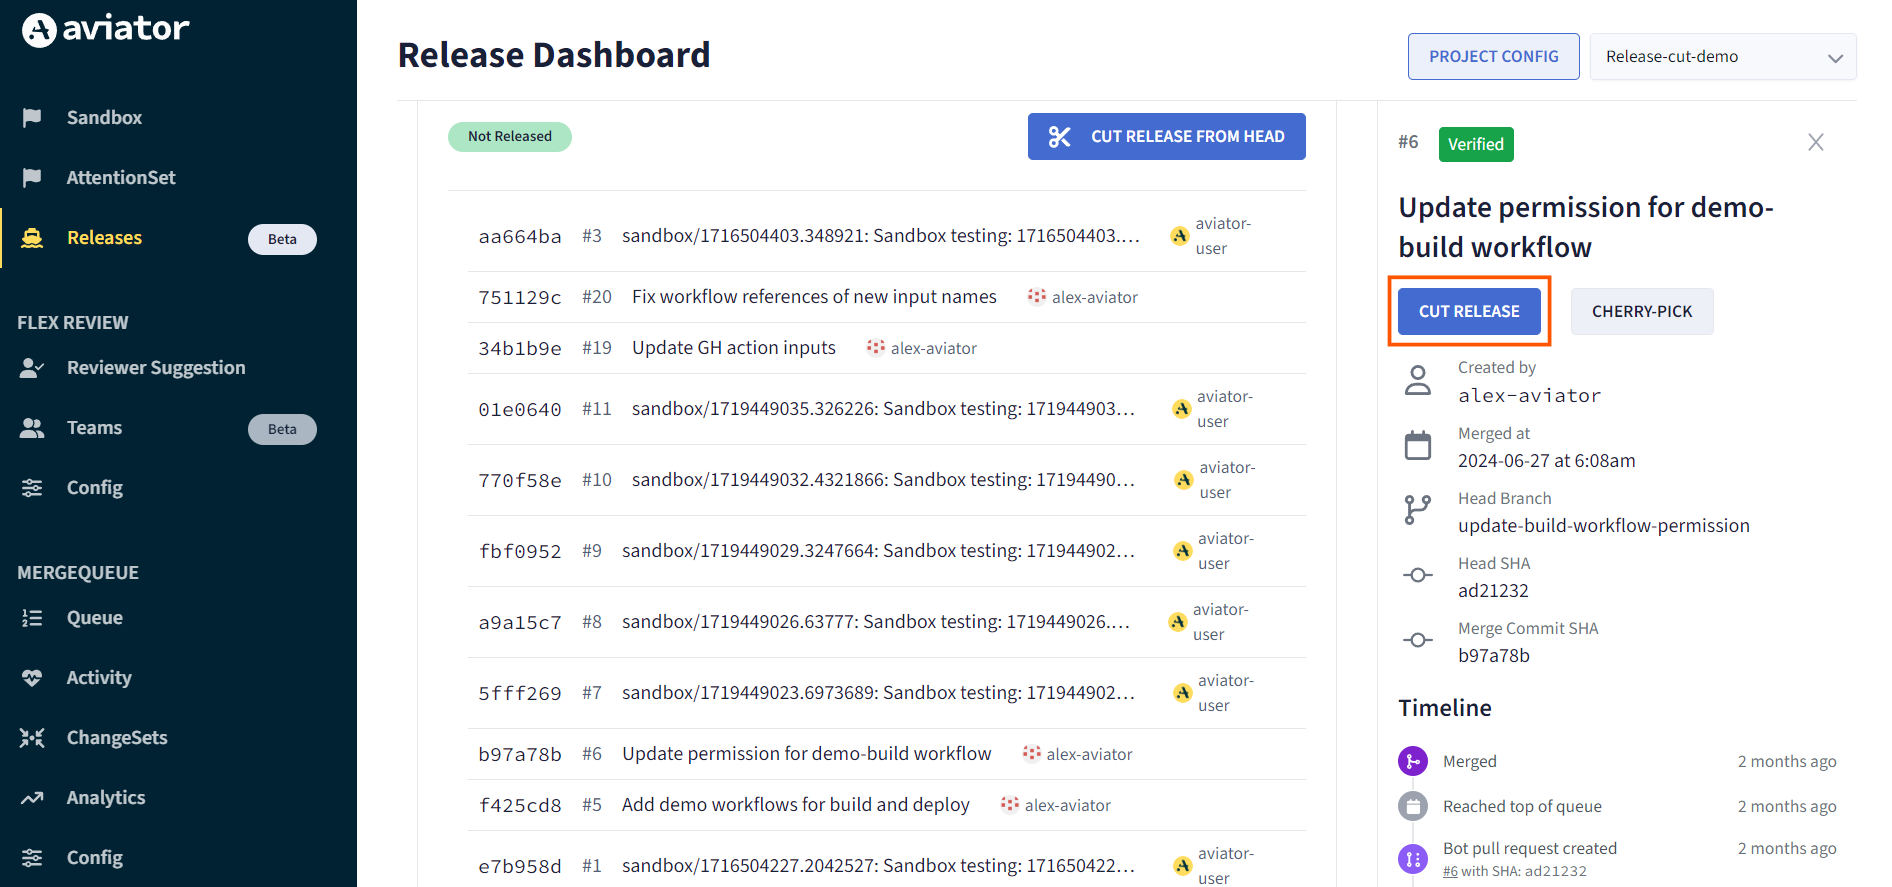 aviator
Sandbox
AttentionSet
Releases Beta
FLEX REVIEW
Reviewer Suggestion
Teams Beta
Config
MERGEQUEUE
Queue
Activity
ChangeSets
Analytics
Config
Release Dashboard
PROJECT CONFIG
Release-cut-demo
Not Released
CUT RELEASE FROM HEAD
aa664ba #3 sandbox/1716504403.348921: Sandbox testing: 1716504403.... aviator-
user
751129c #20 Fix workflow references of new input names alex-aviator
34b1b9e #19 Update GH action inputs alex-aviator
01e0640 #11 sandbox/1719449035.326226: Sandbox testing: 171944903... aviator-
user
770f58e #10 sandbox/1719449032.4321866: Sandbox testing: 17194490... aviator-
user
fbf0952 #9 sandbox/1719449029.3247664: Sandbox testing: 171944902... aviator-
user
a9a15c7 #8 sandbox/1719449026.63777: Sandbox testing: 1719449026.... aviator-
user
5fff269 #7 sandbox/1719449023.6973689: Sandbox testing: 171944902... aviator-
user
b97a78b #6 Update permission for demo-build workflow alex-aviator
f425cd8 #5 Add demo workflows for build and deploy alex-aviator
e7b958d #1 sandbox/1716504227.2042527: Sandbox testing: 171650422... aviator-
user
#6 Verified
Update permission for demo-
build workflow
CUT RELEASE
CHERRY-PICK
Created by
alex-aviator
Merged at
2024-06-27 at 6:08am
Head Branch
update-build-workflow-permission
Head SHA
ad21232
Merge Commit SHA
b97a78b
Timeline
Merged 2 months ago
Reached top of queue 2 months ago
Bot pull request created 2 months ago
#6 with SHA: ad21232